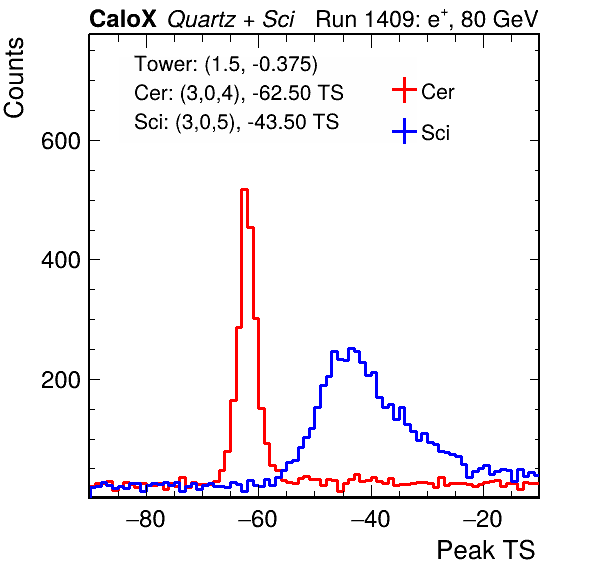 CaloX Quartz + Sci Run 1409: e⁺, 80 GeV
Counts
Tower: (1.5, -0.375)
Cer: (3,0,4), -62.50 TS
Sci: (3,0,5), -43.50 TS
Cer
Sci
600
400
200
−80 −60 −40 −20
Peak TS